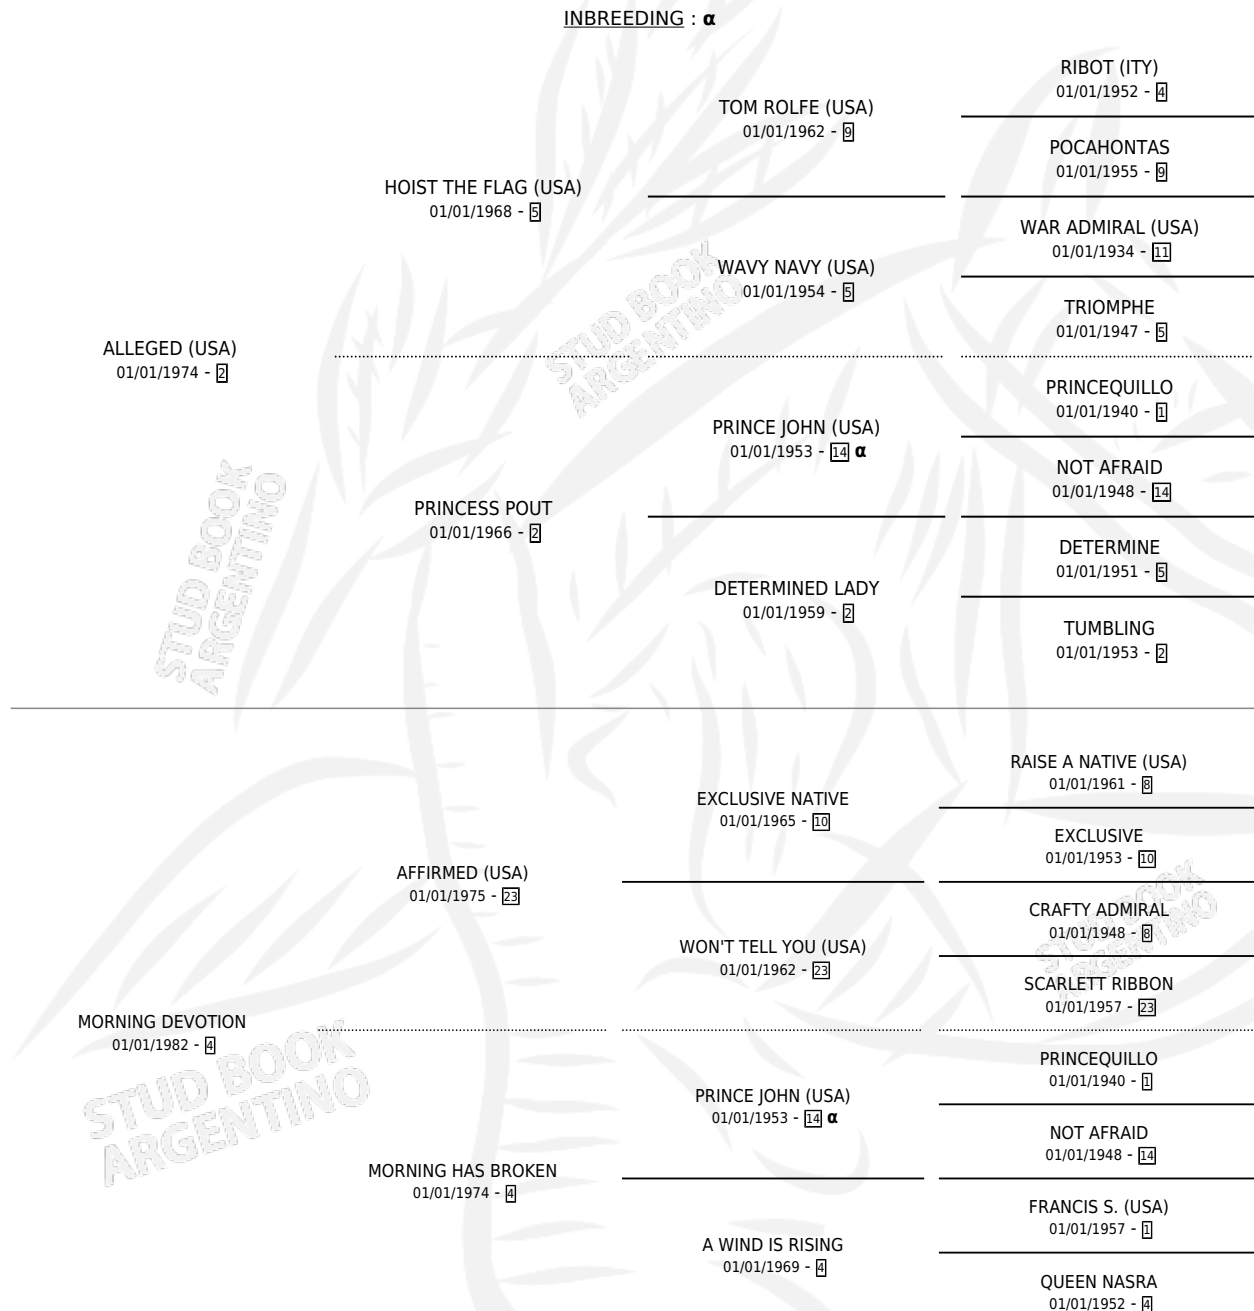 INBREEDING : α
RIBOT (ITY)
01/01/1952 - 4
TOM ROLFE (USA)
01/01/1962 - 9
POCAHONTAS
01/01/1955 - 9
HOIST THE FLAG (USA)
01/01/1968 - 5
WAR ADMIRAL (USA)
01/01/1934 - 11
WAVY NAVY (USA)
01/01/1954 - 5
TRIOMPHE
01/01/1947 - 5
ALLEGED (USA)
01/01/1974 - 2
PRINCEQUILLO
01/01/1940 - 1
PRINCE JOHN (USA)
01/01/1953 - 14 α
NOT AFRAID
01/01/1948 - 14
PRINCESS POUT
01/01/1966 - 2
DETERMINE
01/01/1951 - 5
DETERMINED LADY
01/01/1959 - 2
TUMBLING
01/01/1953 - 2
RAISE A NATIVE (USA)
01/01/1961 - 8
EXCLUSIVE NATIVE
01/01/1965 - 10
EXCLUSIVE
01/01/1953 - 10
AFFIRMED (USA)
01/01/1975 - 23
CRAFTY ADMIRAL
01/01/1948 - 8
WON'T TELL YOU (USA)
01/01/1962 - 23
SCARLETT RIBBON
01/01/1957 - 23
MORNING DEVOTION
01/01/1982 - 4
PRINCEQUILLO
01/01/1940 - 1
PRINCE JOHN (USA)
01/01/1953 - 14 α
NOT AFRAID
01/01/1948 - 14
MORNING HAS BROKEN
01/01/1974 - 4
FRANCIS S. (USA)
01/01/1957 - 1
A WIND IS RISING
01/01/1969 - 4
QUEEN NASRA
01/01/1952 - 4
STUD BOOK
ARGENTINO
STUD BOOK
ARGENTINO
STUD BOOK
ARGENTINO
STUD BOOK
ARGENTINO